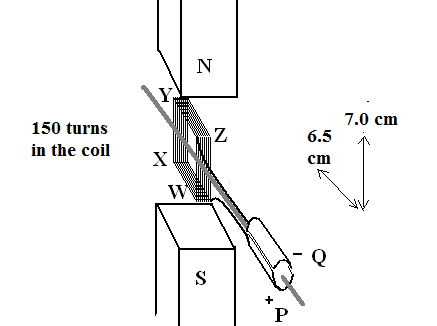 N
Y
7.0 cm
150 turns
in the coil
Z
6.5
cm
X
W
Q
S
P
+
−